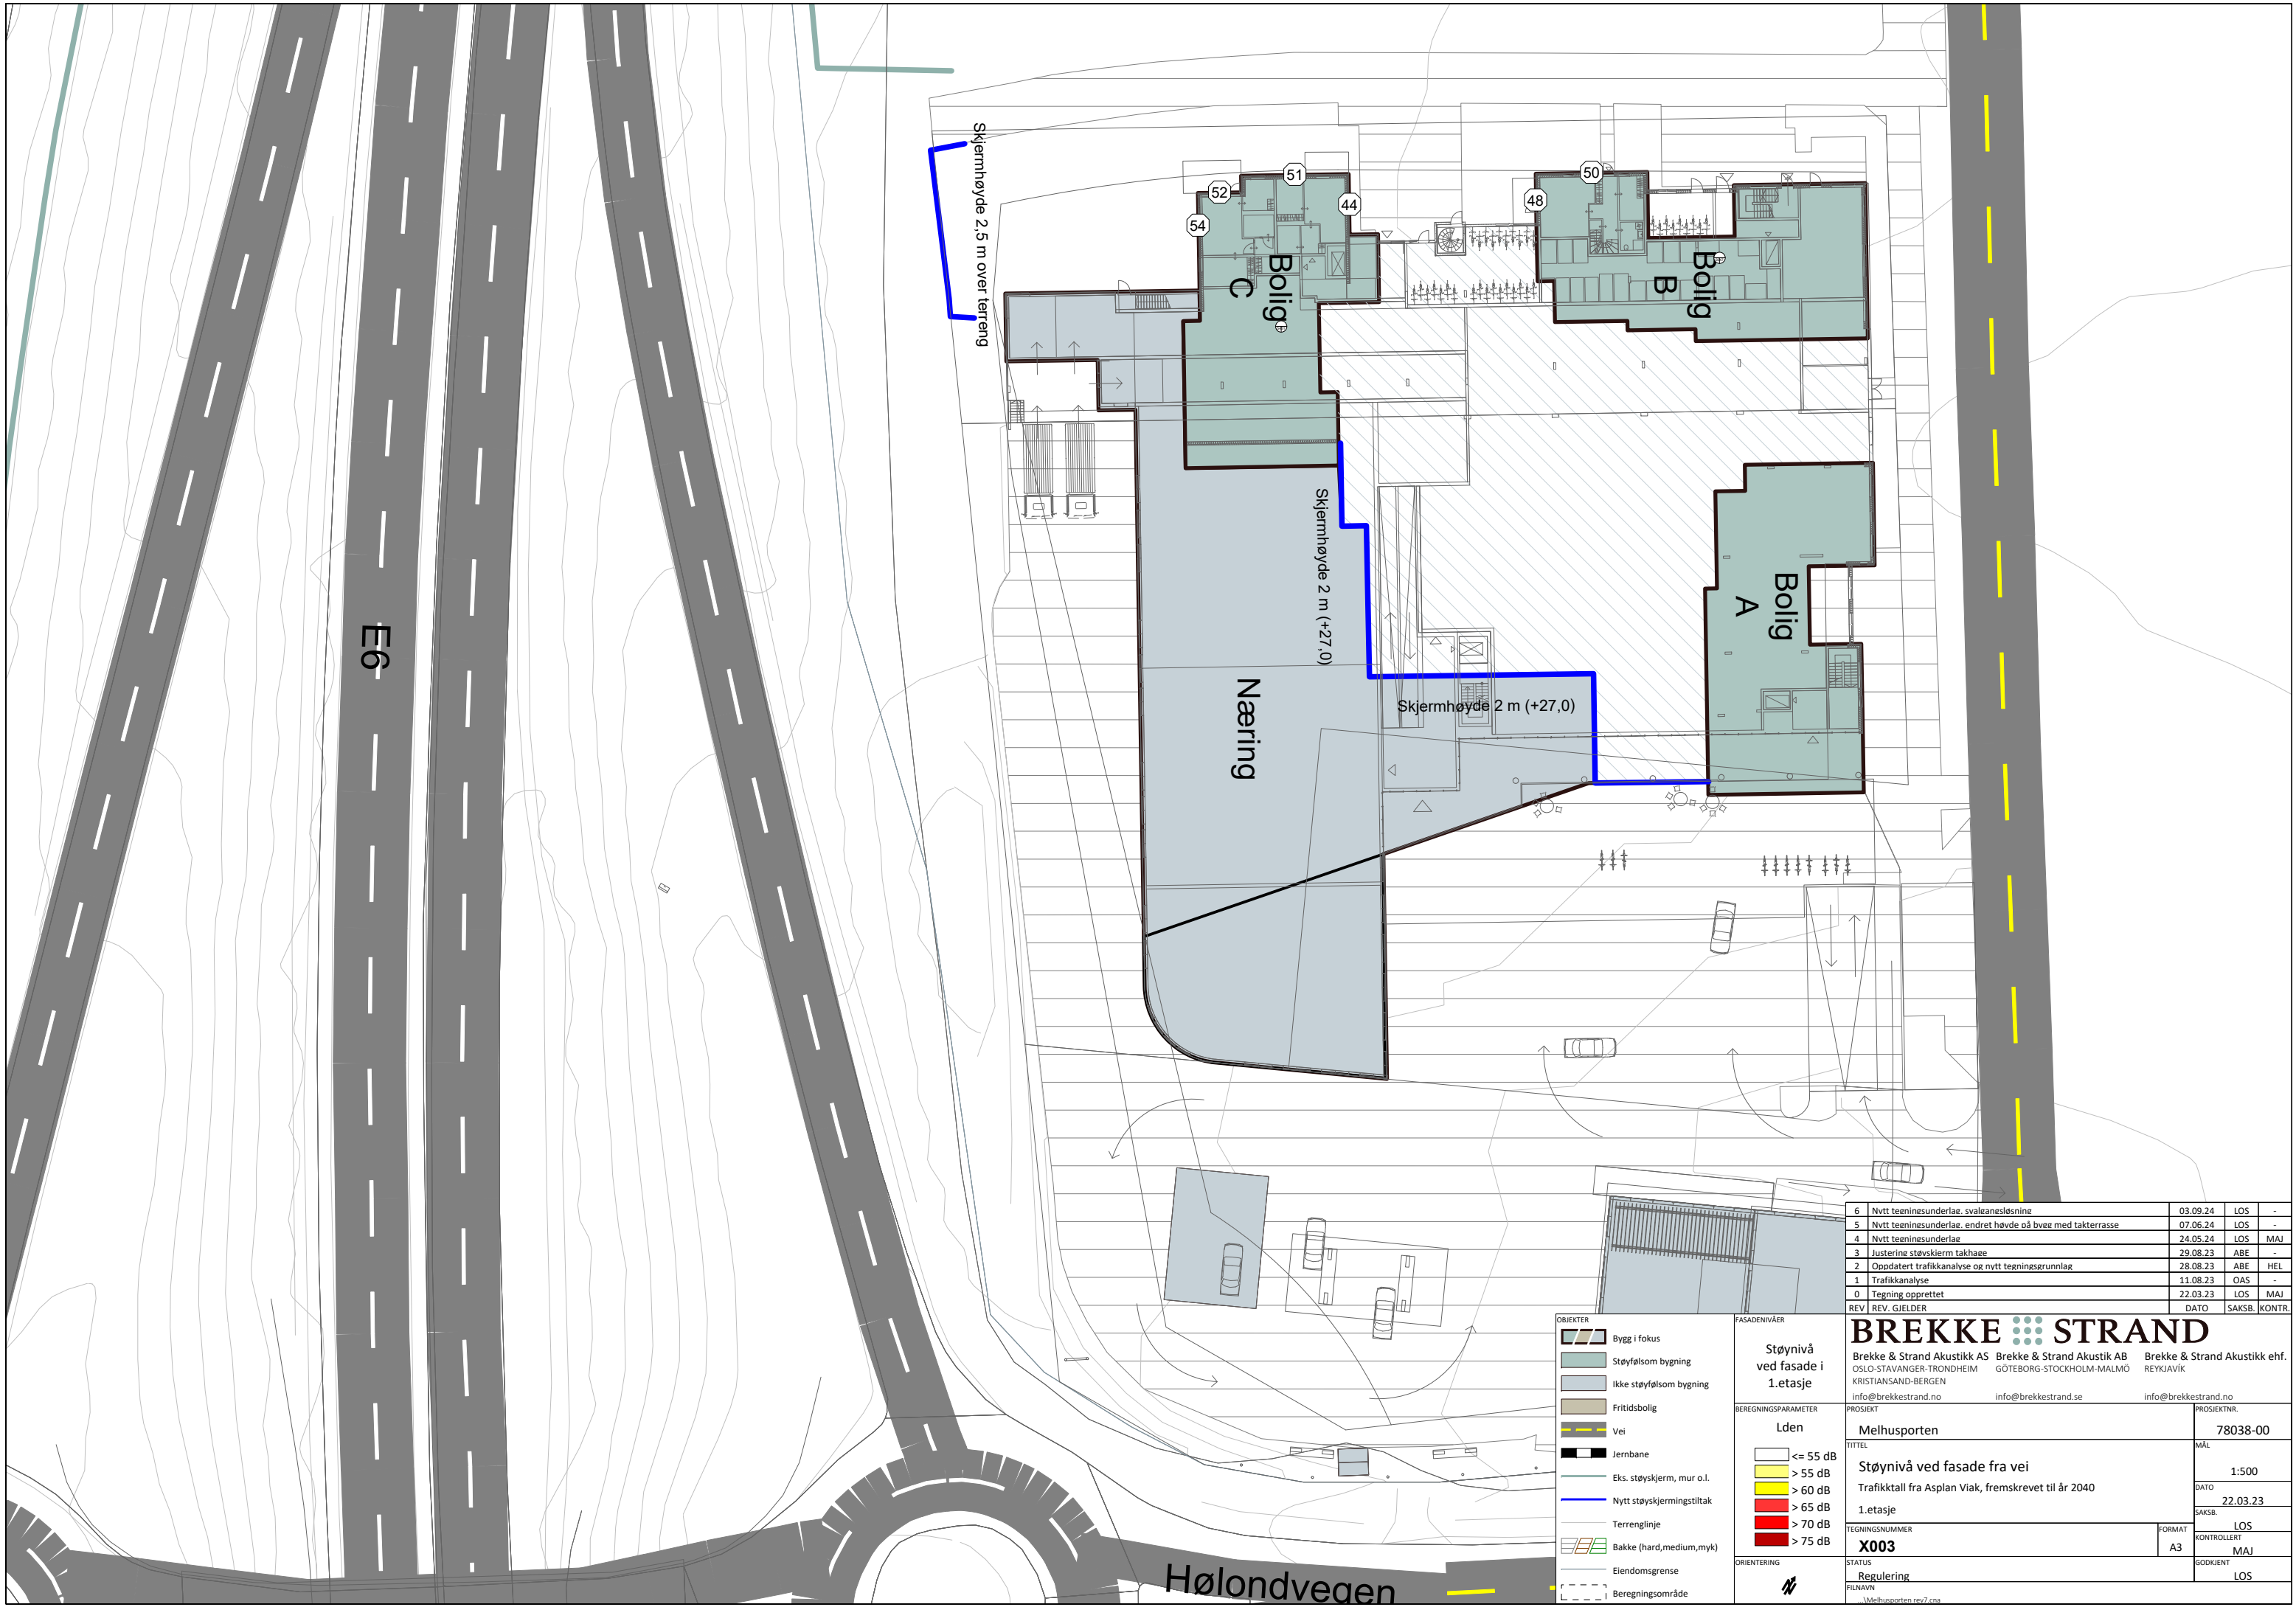 Skjermhøyde 2,5 m over terreng
52
51
54
44
48
50
Bolig
C
Bolig
B
Skjermhøyde 2 m (+27,0)
Bolig
A
E6
Næring
Skjermhøyde 2 m (+27,0)
Hølondvegen
6 Nytt tegningsunderlag, svalgangsløsning 03.09.24 LOS -
5 Nytt tegningsunderlag, endret høyde på bygg med takterrasse 07.06.24 LOS -
4 Nytt tegningsunderlag 24.05.24 LOS MAJ
3 Justering støyskjerm takhage 29.08.23 ABE -
2 Oppdatert trafikkanalyse og nytt tegningsgrunnlag 28.08.23 ABE HEL
1 Trafikkanalyse 11.08.23 OAS -
0 Tegning opprettet 22.03.23 LOS MAJ
REV REV. GJELDER DATO SAKSB. KONTR.
OBJEKTER
Bygg i fokus
Støyfølsom bygning
Ikke støyfølsom bygning
Fritidsbolig
Vei
Jernbane
Eks. støyskjerm, mur o.l.
Nytt støyskjermingstiltak
Terrenglinje
Bakke (hard,medium,myk)
Eiendomsgrense
Beregningsområde
FASADENIVÅER
Støynivå
ved fasade i
1.etasje
BEREGNINGSPARAMETER
Lden
<= 55 dB
> 55 dB
> 60 dB
> 65 dB
> 70 dB
> 75 dB
ORIENTERING
N
BREKKE STRAND
Brekke & Strand Akustikk AS Brekke & Strand Akustik AB Brekke & Strand Akustikk ehf.
OSLO-STAVANGER-TRONDHEIM GÖTEBORG-STOCKHOLM-MALMÖ REYKJAVÍK
KRISTIANSAND-BERGEN
info@brekkestrand.no info@brekkestrand.se info@brekkestrand.no
PROSJEKT
Melhusporten
PROSJEKTNR.
78038-00
TITTEL
Støynivå ved fasade fra vei
Trafikktall fra Asplan Viak, fremskrevet til år 2040
1.etasje
MÅL
1:500
DATO
22.03.23
SAKSB.
LOS
TEGNINGSNUMMER
X003
FORMAT
A3
KONTROLLERT
MAJ
STATUS
Regulering
GODKJENT
LOS
FILNAVN
...\Melhusporten rev7.cna